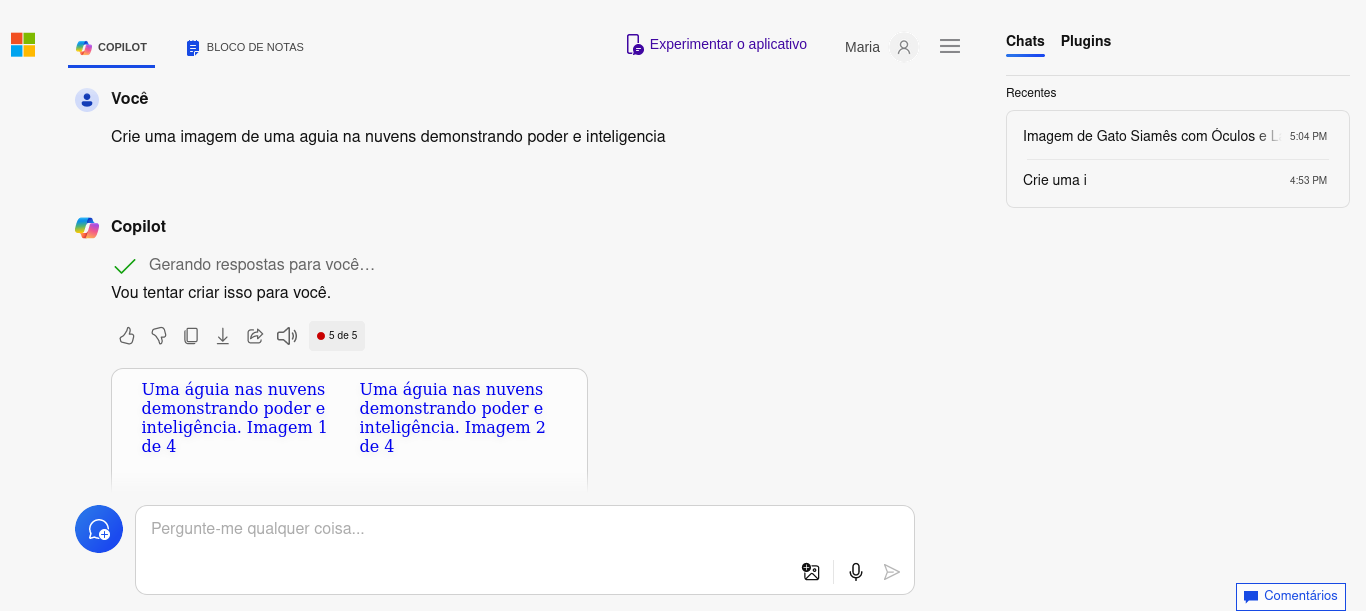 COPILOT
BLOCO DE NOTAS
Experimentar o aplicativo
Maria
Chats
Plugins
Você
Crie uma imagem de uma aguia na nuvens demonstrando poder e inteligencia
Copilot
Gerando respostas para você…
Vou tentar criar isso para você.
5 de 5
Uma águia nas nuvens
demonstrando poder e
inteligência. Imagem 1
de 4
Uma águia nas nuvens
demonstrando poder e
inteligência. Imagem 2
de 4
Pergunte-me qualquer coisa...
Recentes
Imagem de Gato Siamês com Óculos e 5:04 PM
Crie uma i 4:53 PM
Comentários